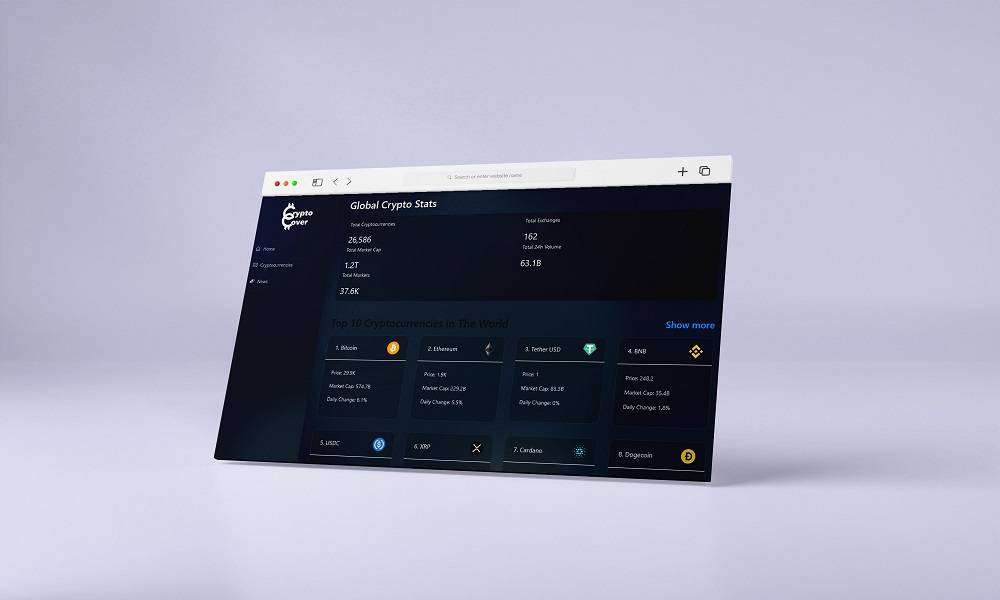 Search or enter website name
Crypto
Cover
Home
Cryptocurrencies
News
Global Crypto Stats
Total Cryptocurrencies
26,586
Total Exchanges
162
Total Market Cap
1.2T
Total 24h Volume
63.1B
Total Markets
37.6K
Top 10 Cryptocurrencies in The World
Show more
1. Bitcoin
Price: 29.9K
Market Cap: 574.7B
Daily Change: 6.1%
2. Ethereum
Price: 1.9K
Market Cap: 229.2B
Daily Change: 5.5%
3. Tether USD
Price: 1
Market Cap: 83.3B
Daily Change: 0%
4. BNB
Price: 248.2
Market Cap: 35.4B
Daily Change: 1.8%
5. USDC
6. XRP
7. Cardano
8. Dogecoin